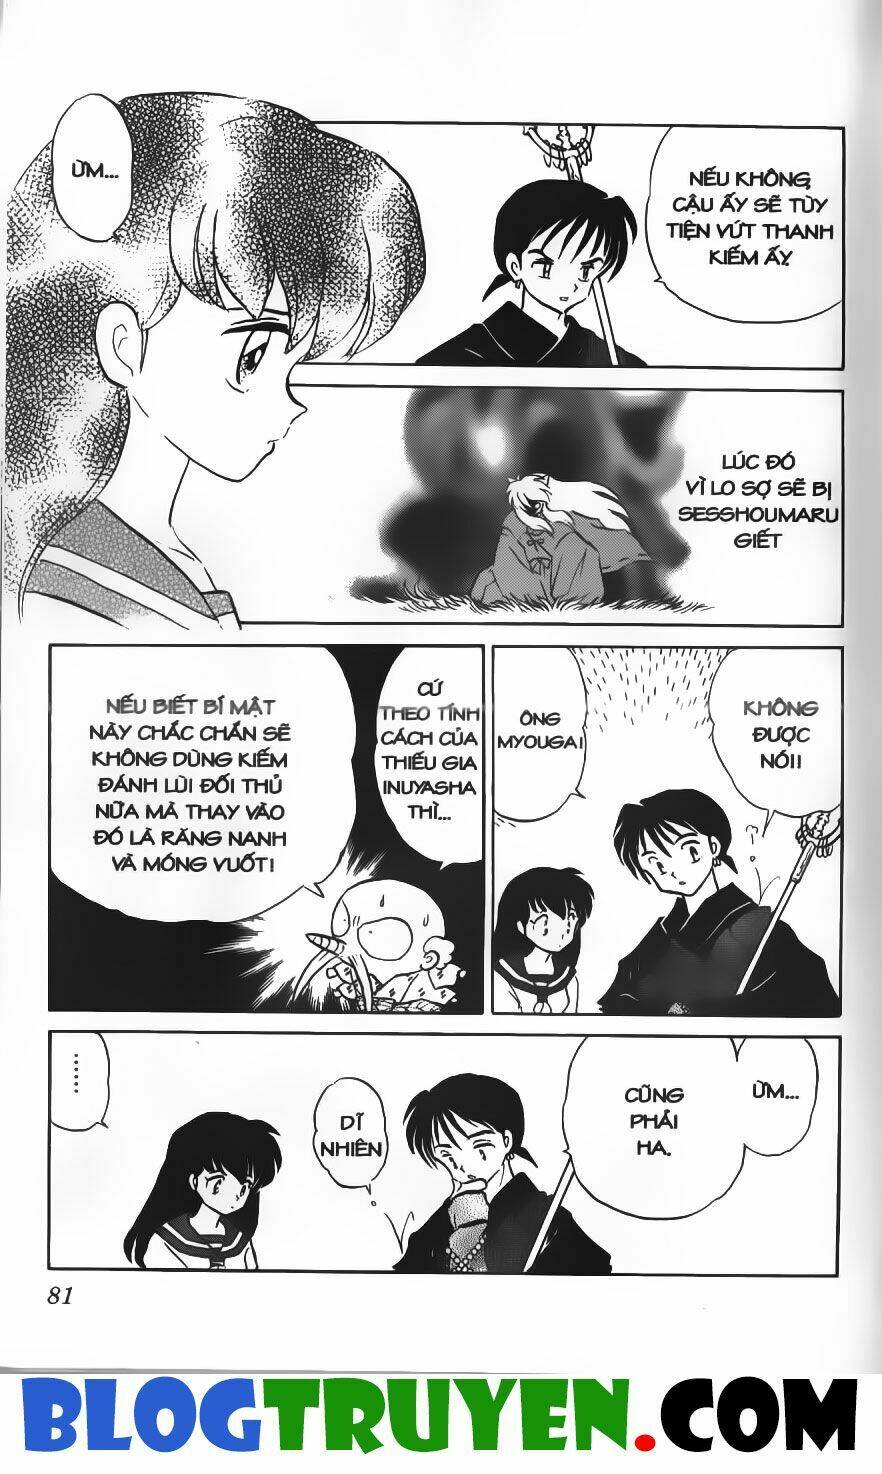 NẾU KHÔNG,
CẬU ẤY SẼ TÙY
TIỆN VỨT THANH
KIẾM ẤY.
ỪM...
LÚC ĐÓ
VÌ LO SỢ SẼ BỊ
SESSHOUMARU
GIẾT
KHÔNG
ĐƯỢC
NÓI!
ÔNG
MYOUGA!
CỨ
THEO TÍNH
CÁCH CỦA
THIẾU GIA
INUYASHA
THÌ...
NẾU BIẾT BÍ MẬT
NÀY CHẮC CHẮN SẼ
KHÔNG DÙNG KIẾM
ĐÁNH LÙI ĐỐI THỦ
NỮA MÀ THAY VÀO
ĐÓ LÀ RĂNG NANH
VÀ MÓNG VUỐT!
ỪM...
CŨNG
PHẢI
HA.
DĨ
NHIÊN
......
81
BLOGTRUYEN.COM